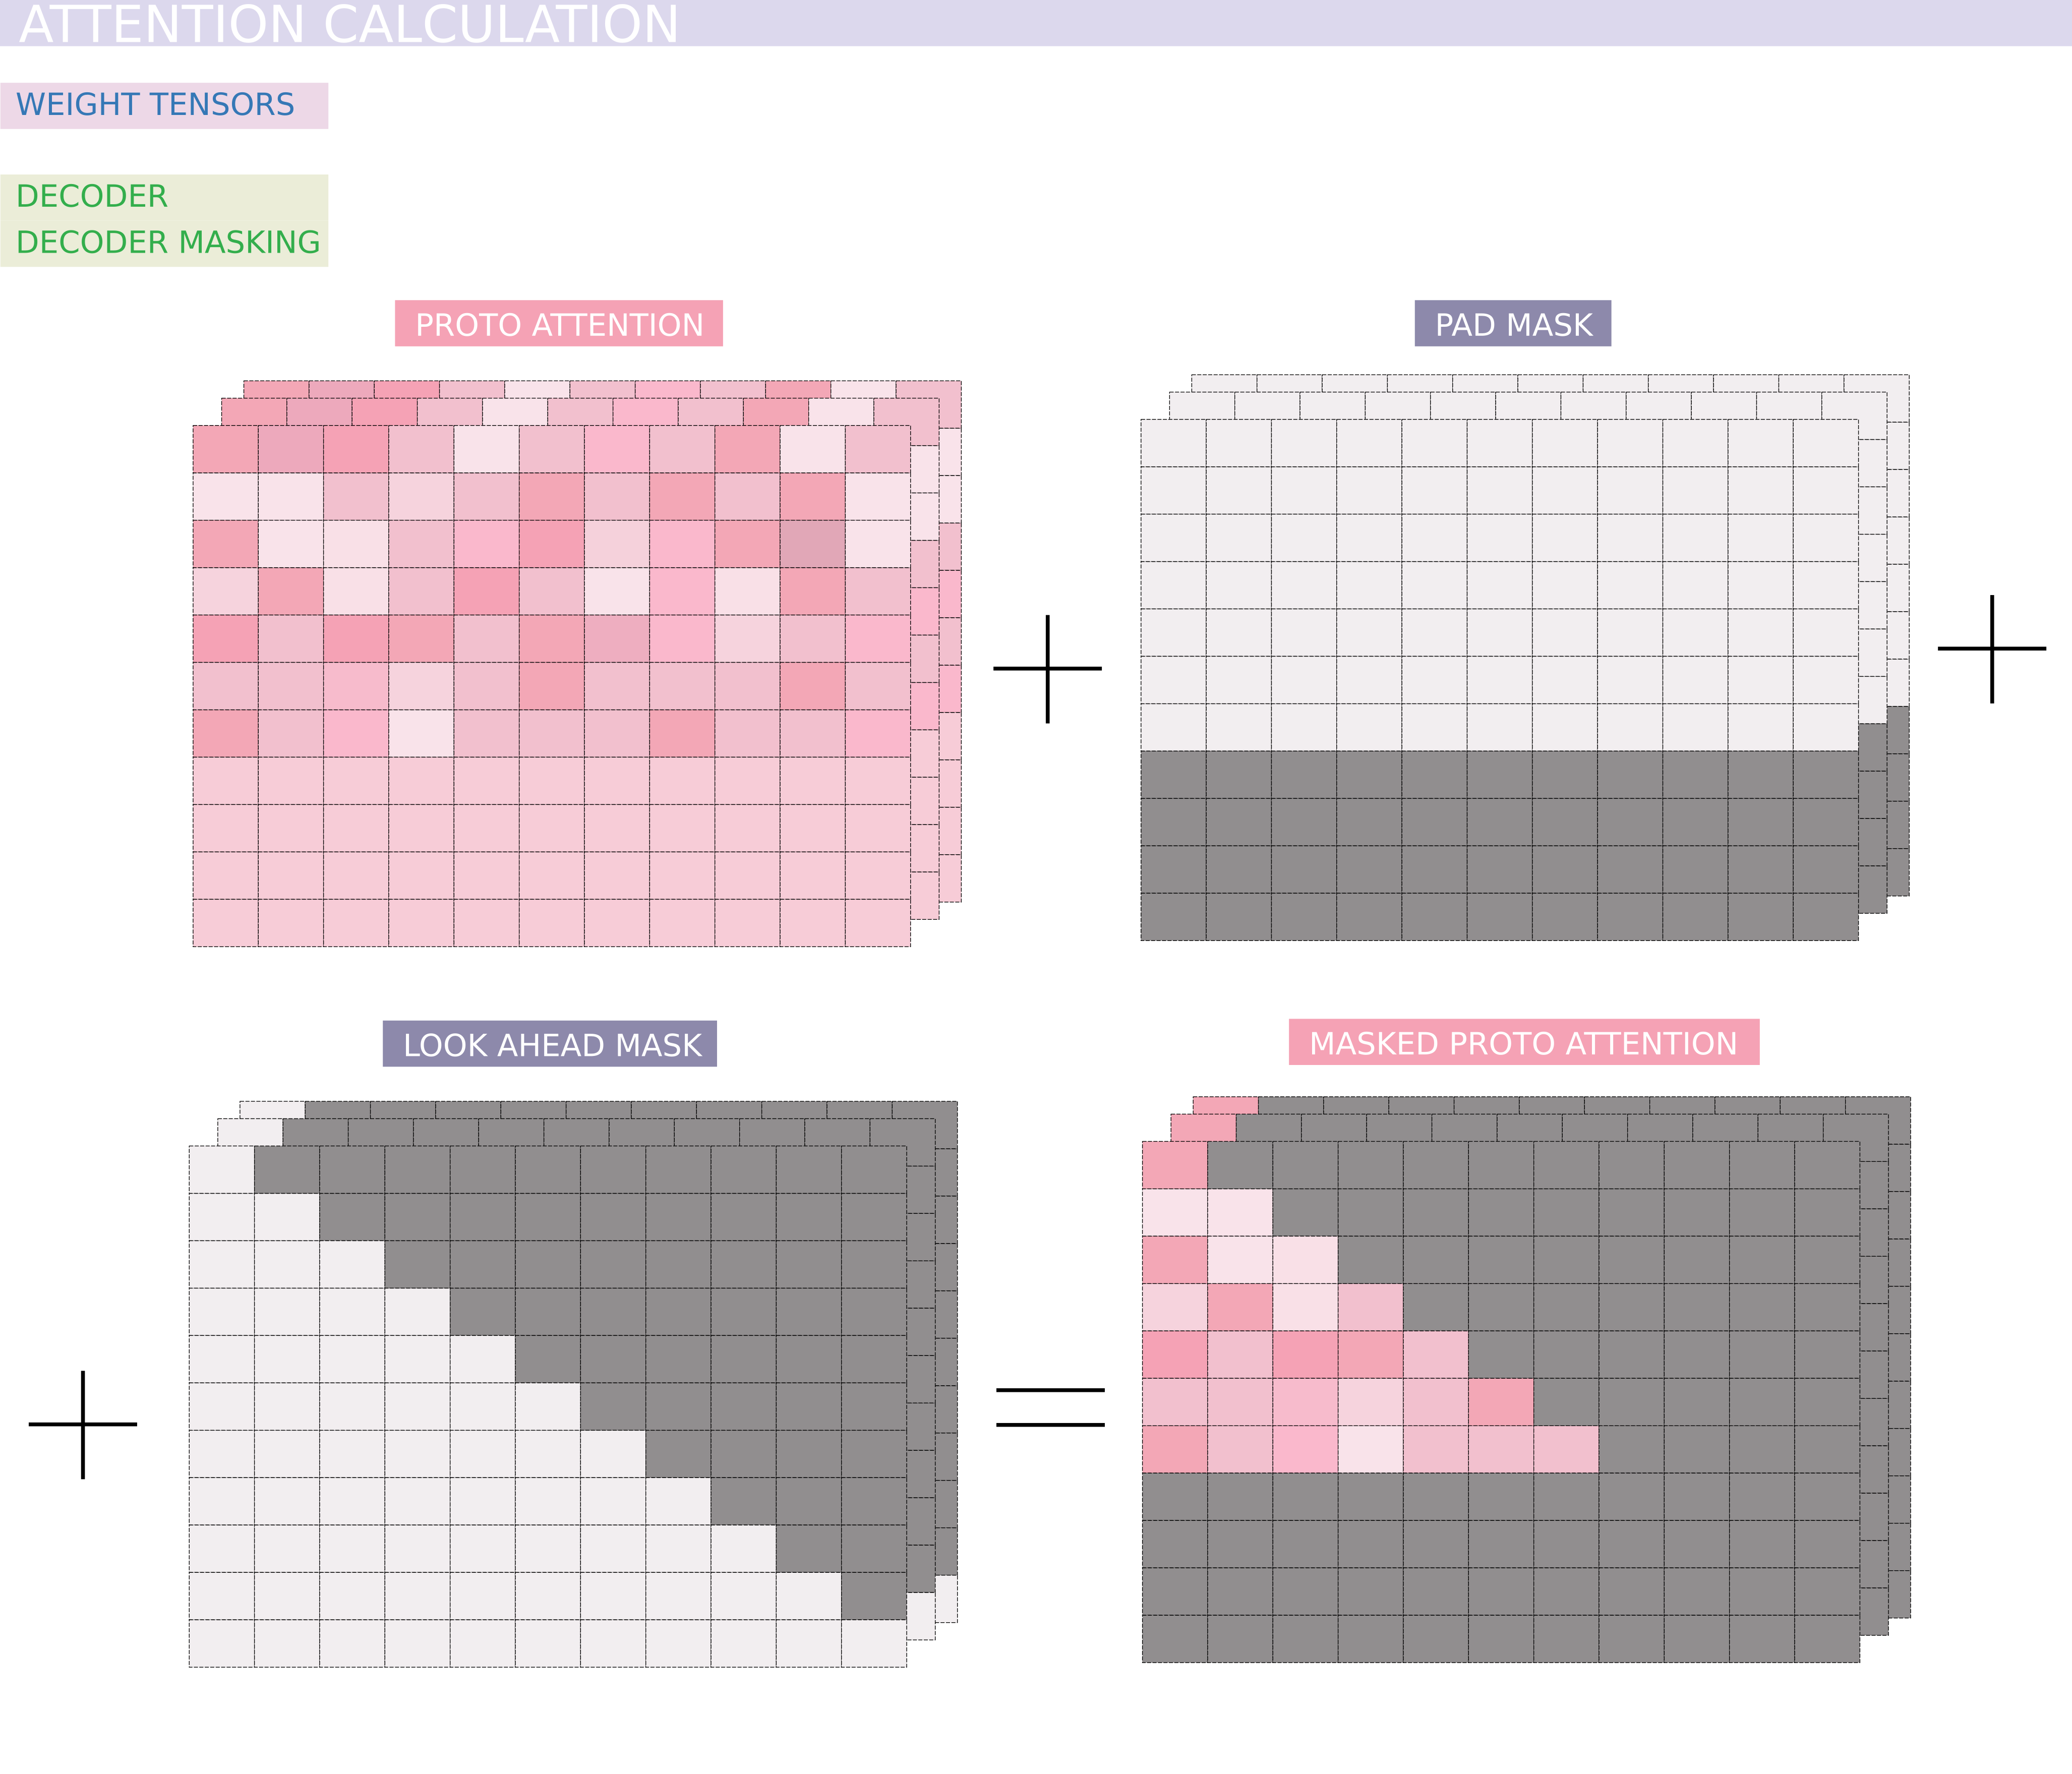 ATTENTION CALCULATION
WEIGHT TENSORS
DECODER
DECODER MASKING
PROTO ATTENTION
PAD MASK
LOOK AHEAD MASK
MASKED PROTO ATTENTION